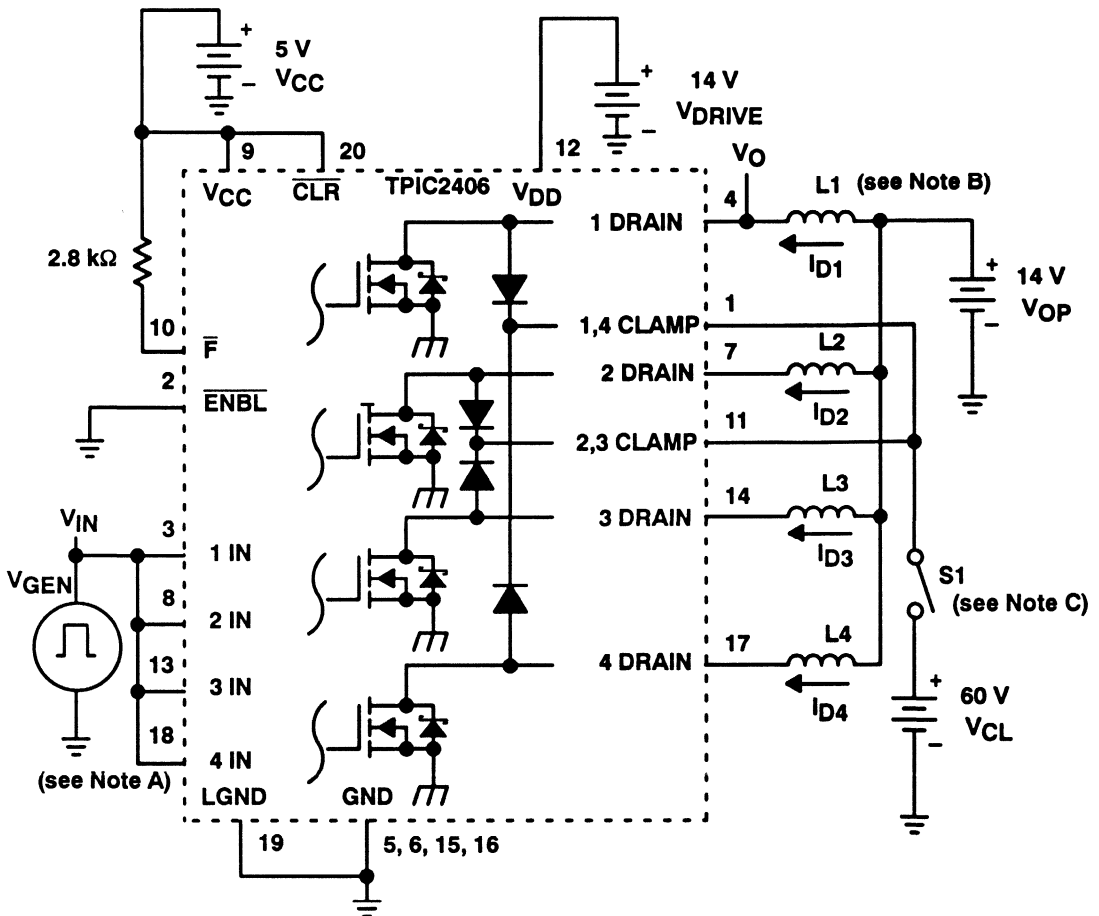 5 V
VCC
14 V
VDRIVE
9
20
12
VO
VCC
CLR
TPIC2406
VDD
4
L1 (see Note B)
1 DRAIN
2.8 kΩ
ID1
14 V
VOP
1
10
F
1,4 CLAMP
L2
7
2
2 DRAIN
ENBL
ID2
11
2,3 CLAMP
L3
14
3 DRAIN
VIN
3
ID3
1 IN
VGEN
S1
(see Note C)
8
2 IN
L4
17
13
4 DRAIN
3 IN
ID4
60 V
VCL
18
4 IN
(see Note A)
LGND
GND
19
5, 6, 15, 16